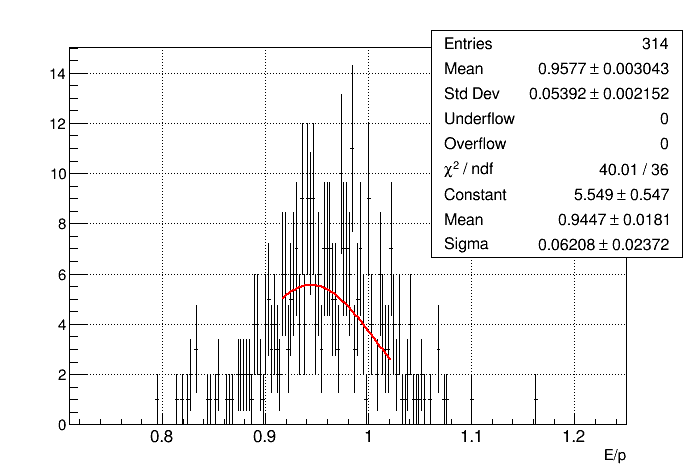 Entries 314
Mean 0.9577 ± 0.003043
Std Dev 0.05392 ± 0.002152
Underflow 0
Overflow 0
χ² / ndf 40.01 / 36
Constant 5.549 ± 0.547
Mean 0.9447 ± 0.0181
Sigma 0.06208 ± 0.02372
14
12
10
8
6
4
2
0
0.8 0.9 1 1.1 1.2
E/p